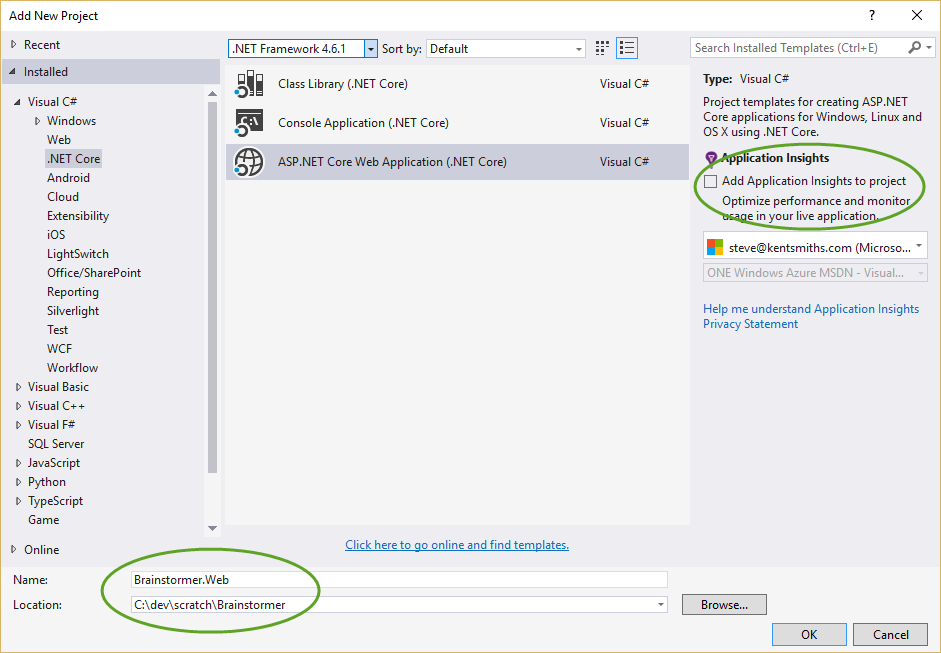 Add New Project
?
Recent
Installed
Visual C#
Windows
Web
.NET Core
Android
Cloud
Extensibility
iOS
LightSwitch
Office/SharePoint
Reporting
Silverlight
Test
WCF
Workflow
Visual Basic
Visual C++
Visual F#
SQL Server
JavaScript
Python
TypeScript
Game
Online
.NET Framework 4.6.1
Sort by: Default
Class Library (.NET Core) Visual C#
C:\ Console Application (.NET Core) Visual C#
ASP.NET Core Web Application (.NET Core) Visual C#
Click here to go online and find templates.
Search Installed Templates (Ctrl+E)
Type: Visual C#
Project templates for creating ASP.NET
Core applications for Windows, Linux and
OS X using .NET Core.
Application Insights
Add Application Insights to project
Optimize performance and monitor
usage in your live application.
steve@kentsmiths.com (Microso...
ONE Windows Azure MSDN - Visual...
Help me understand Application Insights
Privacy Statement
Name: Brainstormer.Web
Location: C:\dev\scratch\Brainstormer
Browse...
OK
Cancel